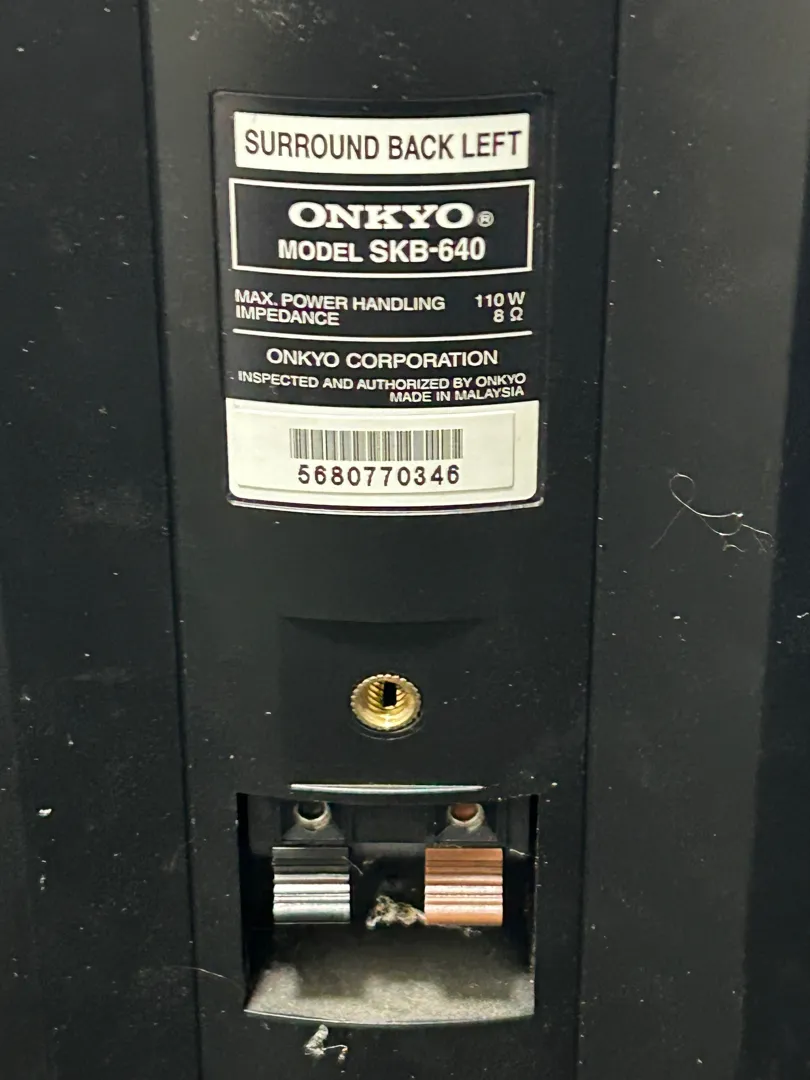 SURROUND BACK LEFT
ONKYO®
MODEL SKB-640
MAX. POWER HANDLING 110 W
IMPEDANCE 8 Ω
ONKYO CORPORATION
INSPECTED AND AUTHORIZED BY ONKYO
MADE IN MALAYSIA
5680770346